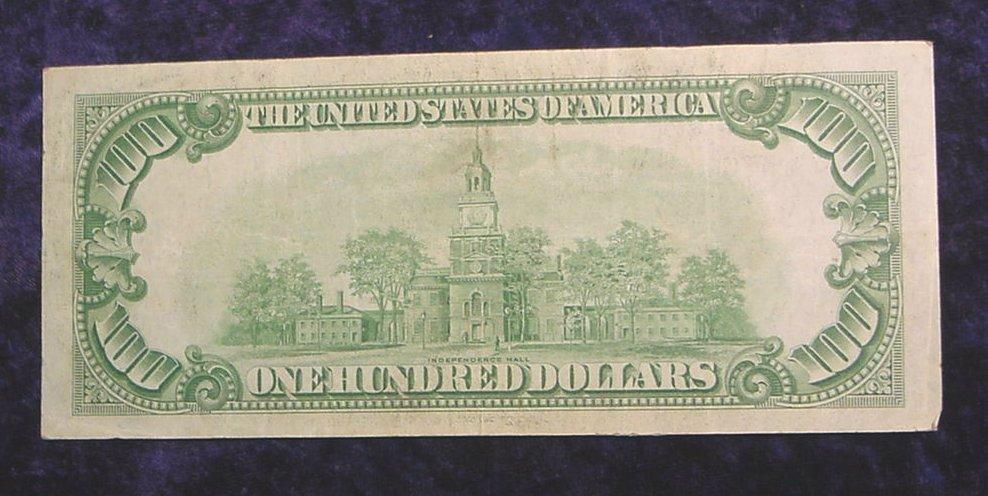 THE UNITED STATES OF AMERICA
100 100
INDEPENDENCE HALL
100 100
ONE HUNDRED DOLLARS